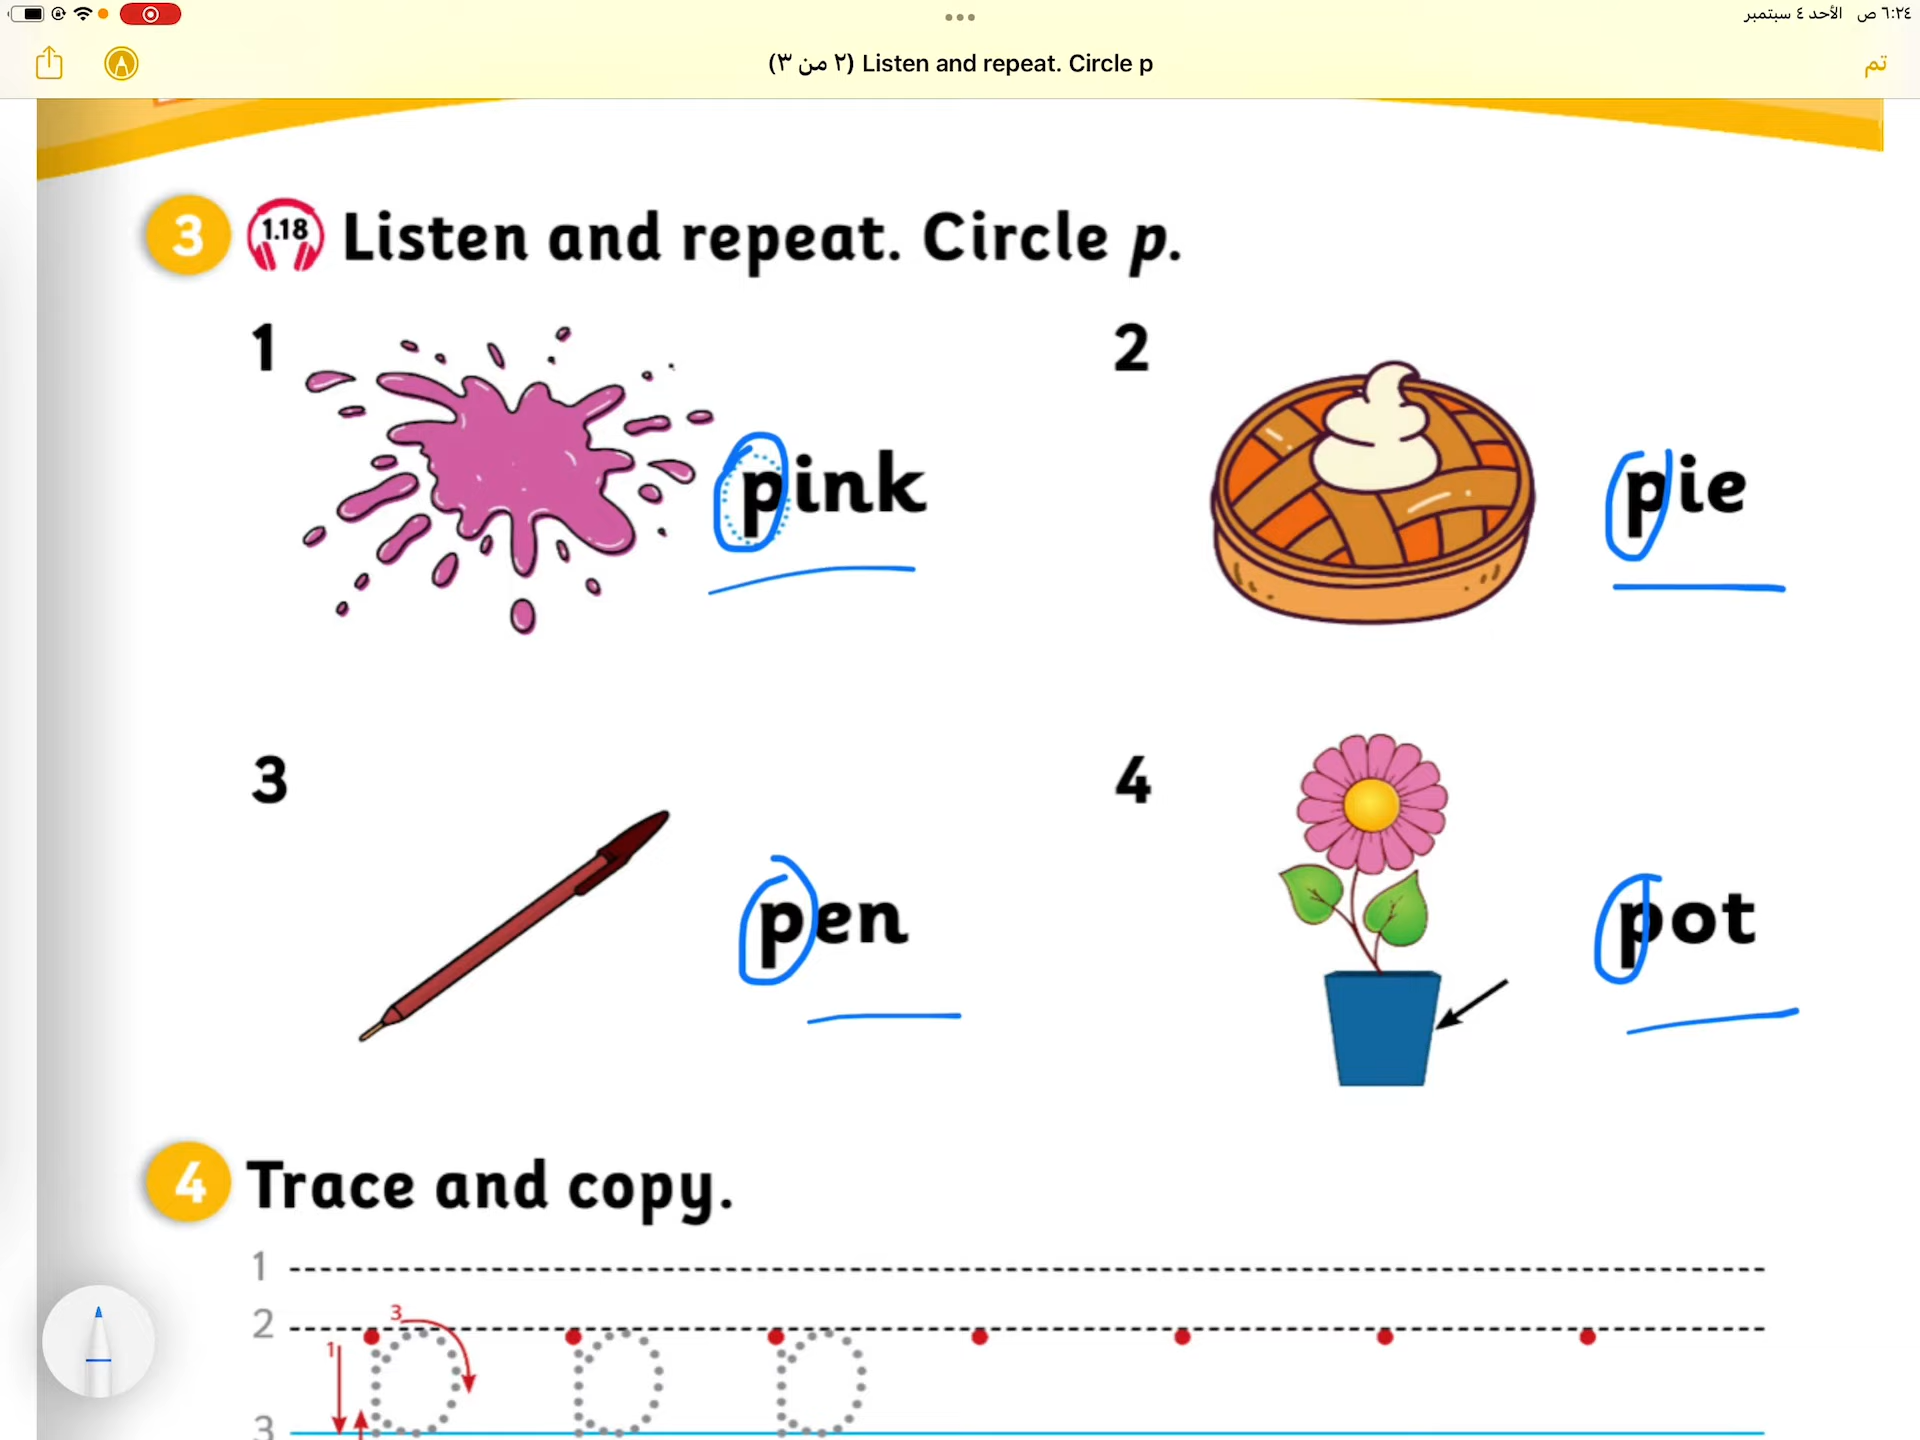 ٦:٢٤ ص الأحد ٤ سبتمبر
Listen and repeat. Circle p (٢ من ٣)
تم
3 1.18 Listen and repeat. Circle p.
1 pink
2 pie
3 pen
4 pot
4 Trace and copy.
1
2
3
1
3
p p p